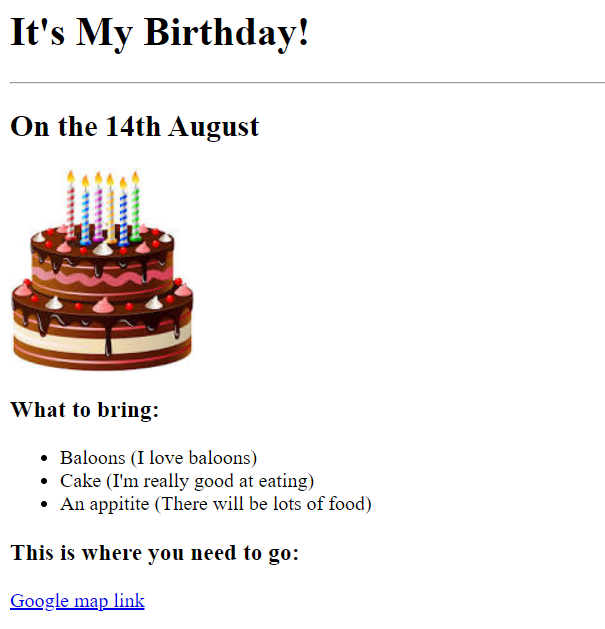 It's My Birthday!
On the 14th August
What to bring:
Baloons (I love baloons)
Cake (I'm really good at eating)
An appitite (There will be lots of food)
This is where you need to go:
Google map link